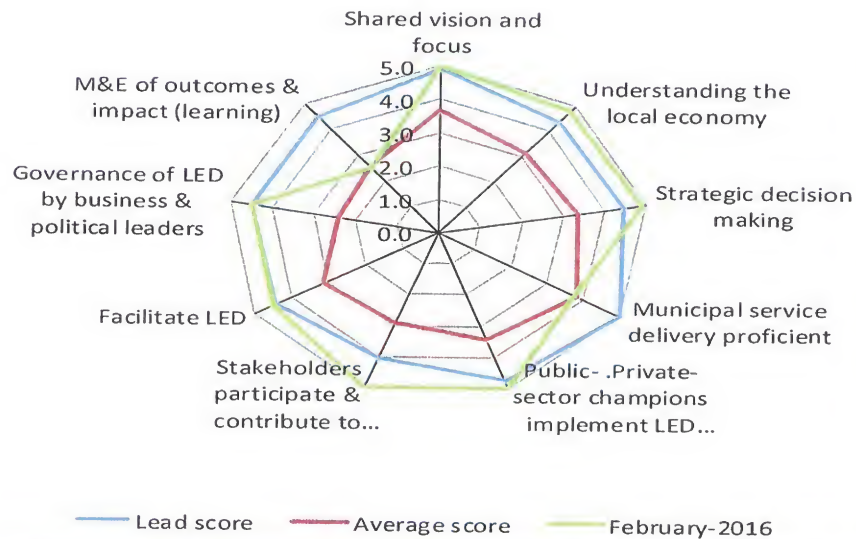 Shared vision and
focus
5.0
4.0
3.0
2.0
1.0
0.0
Understanding the
local economy
Strategic decision
making
Municipal service
delivery proficient
Public- .Private-
sector champions
implement LED...
Stakeholders
participate &
contribute to...
Facilitate LED
Governance of LED
by business &
political leaders
M&E of outcomes &
impact (learning)
Lead score
Average score
February-2016